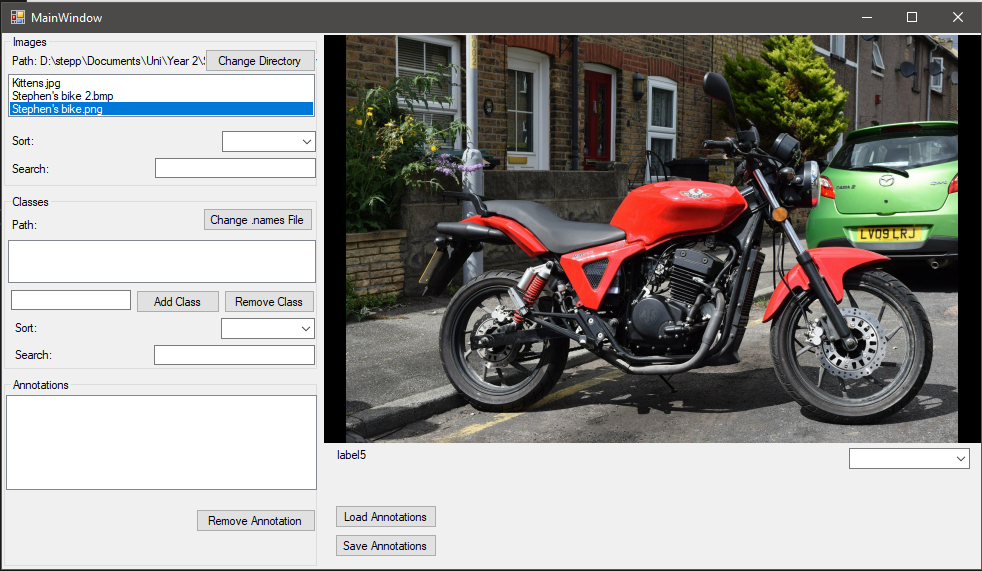 MainWindow
Images
Path: D:\stepp\Documents\Uni\Year 2\
Change Directory
Kittens.jpg
Stephen's bike 2.bmp
Stephen's bike.png
Sort:
Search:
Classes
Path:
Change .names File
Add Class
Remove Class
Sort:
Search:
Annotations
Remove Annotation
LV09 LRJ
label5
Load Annotations
Save Annotations